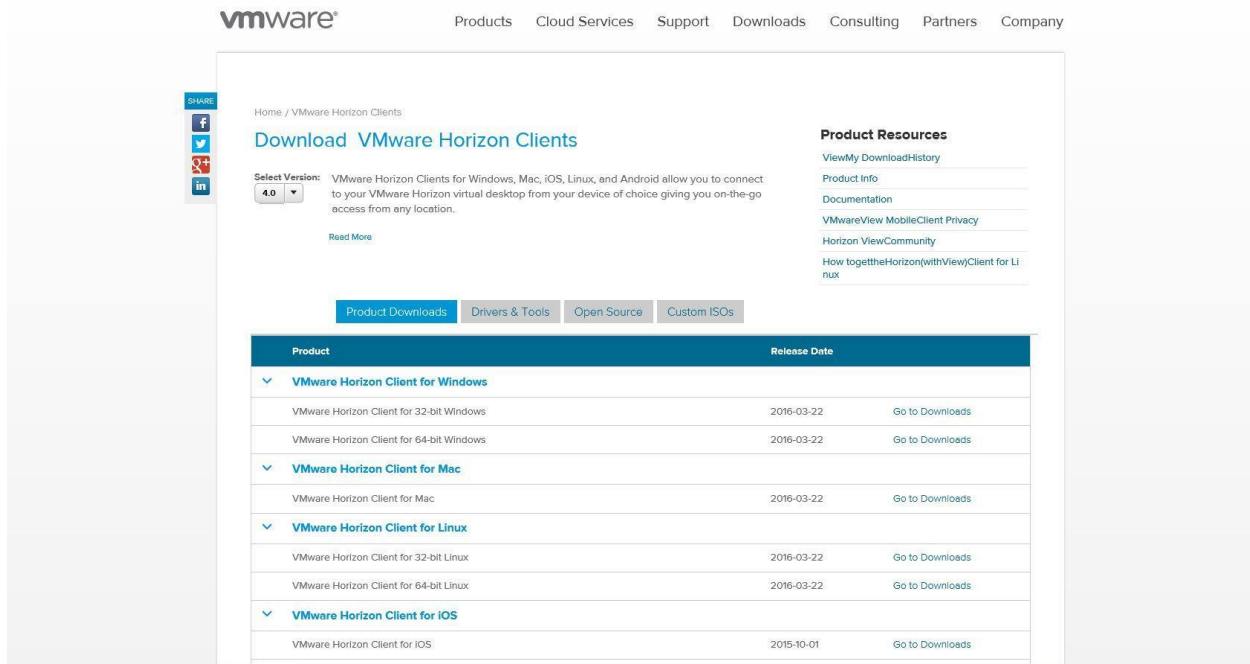 vmware®
Products Cloud Services Support Downloads Consulting Partners Company
SHARE
f
g+
in
Home / VMware Horizon Clients
Download VMware Horizon Clients
Select Version:
4.0
VMware Horizon Clients for Windows, Mac, iOS, Linux, and Android allow you to connect
to your VMware Horizon virtual desktop from your device of choice giving you on-the-go
access from any location.
Read More
Product Resources
ViewMy DownloadHistory
Product Info
Documentation
VMwareView MobileClient Privacy
Horizon ViewCommunity
How togettheHorizon(withView)Client for Li
nux
Product Downloads Drivers & Tools Open Source Custom ISOs
Product Release Date
VMware Horizon Client for Windows
VMware Horizon Client for 32-bit Windows 2016-03-22 Go to Downloads
VMware Horizon Client for 64-bit Windows 2016-03-22 Go to Downloads
VMware Horizon Client for Mac
VMware Horizon Client for Mac 2016-03-22 Go to Downloads
VMware Horizon Client for Linux
VMware Horizon Client for 32-bit Linux 2016-03-22 Go to Downloads
VMware Horizon Client for 64-bit Linux 2016-03-22 Go to Downloads
VMware Horizon Client for iOS
VMware Horizon Client for iOS 2015-10-01 Go to Downloads